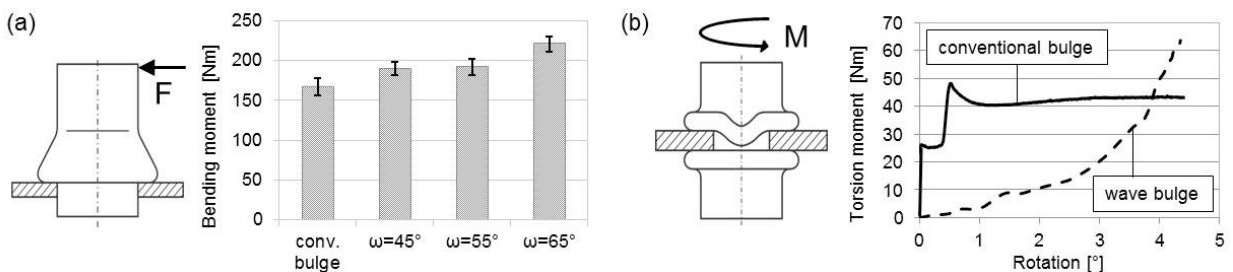 (a)
F
Bending moment [Nm]
250
200
150
100
50
0
conv.
bulge
ω=45°
ω=55°
ω=65°
(b)
M
Torsion moment [Nm]
70
60
50
40
30
20
10
0
conventional bulge
wave bulge
0
1
2
3
4
5
Rotation [°]